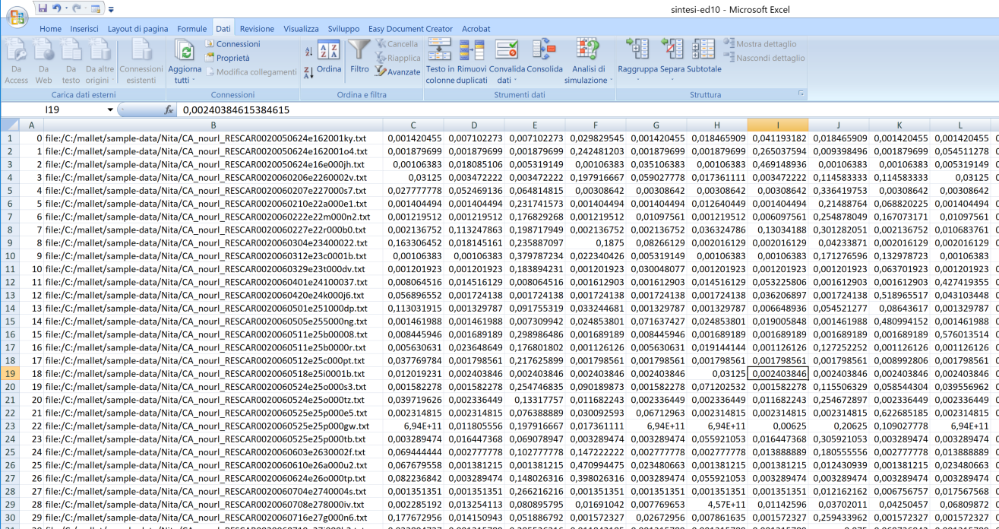 sintesi-ed10 - Microsoft Excel
Home Inserisci Layout di pagina Formule Dati Revisione Visualizza Sviluppo Easy Document Creator Acrobat
Da Access
Da Web
Da testo
Da altre origini
Connessioni esistenti
Carica dati esterni
Aggiorna tutti
Connessioni
Proprietà
Modifica collegamenti
Connessioni
Ordina
Filtro
Cancella
Riapplica
Avanzate
Ordina e filtra
Testo in colonne
Rimuovi duplicati
Convalida dati
Consolida
Analisi di simulazione
Strumenti dati
Raggruppa
Separa
Subtotale
Mostra dettaglio
Nascondi dettaglio
Struttura
I19 fx 0,00240384615384615
A B C D E F G H I J K L
1 0 file:/C:/mallet/sample-data/Nita/CA_nourl_RESCAR0020050624e162001ky.txt 0,001420455 0,007102273 0,007102273 0,029829545 0,001420455 0,018465909 0,041193182 0,018465909 0,001420455 0,001420455
2 1 file:/C:/mallet/sample-data/Nita/CA_nourl_RESCAR0020050624e162001o4.txt 0,001879699 0,001879699 0,001879699 0,242481203 0,001879699 0,001879699 0,265037594 0,009398496 0,001879699 0,054511278
3 2 file:/C:/mallet/sample-data/Nita/CA_nourl_RESCAR0020050624e16e000jh.txt 0,00106383 0,018085106 0,005319149 0,00106383 0,035106383 0,00106383 0,469148936 0,00106383 0,00106383 0,005319149
4 3 file:/C:/mallet/sample-data/Nita/CA_nourl_RESCAR0020060206e2260002v.txt 0,03125 0,003472222 0,003472222 0,197916667 0,059027778 0,017361111 0,003472222 0,114583333 0,114583333 0,03125
5 4 file:/C:/mallet/sample-data/Nita/CA_nourl_RESCAR0020060207e227000s7.txt 0,027777778 0,052469136 0,064814815 0,00308642 0,00308642 0,00308642 0,00308642 0,336419753 0,00308642 0,00308642
6 5 file:/C:/mallet/sample-data/Nita/CA_nourl_RESCAR0020060210e22a000e1.txt 0,001404494 0,001404494 0,231741573 0,001404494 0,001404494 0,012640449 0,001404494 0,21488764 0,068820225 0,001404494
7 6 file:/C:/mallet/sample-data/Nita/CA_nourl_RESCAR0020060222e22m000n2.txt 0,001219512 0,001219512 0,176829268 0,001219512 0,01097561 0,001219512 0,006097561 0,254878049 0,167073171 0,01097561
8 7 file:/C:/mallet/sample-data/Nita/CA_nourl_RESCAR0020060227e22r000b0.txt 0,002136752 0,113247863 0,198717949 0,002136752 0,002136752 0,036324786 0,13034188 0,301282051 0,002136752 0,010683761
9 8 file:/C:/mallet/sample-data/Nita/CA_nourl_RESCAR0020060304e23400022.txt 0,163306452 0,018145161 0,235887097 0,1875 0,08266129 0,002016129 0,002016129 0,04233871 0,002016129 0,002016129
10 9 file:/C:/mallet/sample-data/Nita/CA_nourl_RESCAR0020060312e23c0001b.txt 0,00106383 0,00106383 0,379787234 0,022340426 0,005319149 0,00106383 0,00106383 0,171276596 0,132978723 0,00106383
11 10 file:/C:/mallet/sample-data/Nita/CA_nourl_RESCAR0020060329e23t000dv.txt 0,001201923 0,001201923 0,183894231 0,001201923 0,030048077 0,001201923 0,001201923 0,001201923 0,063701923 0,001201923
12 11 file:/C:/mallet/sample-data/Nita/CA_nourl_RESCAR0020060401e24100037.txt 0,008064516 0,014516129 0,008064516 0,001612903 0,001612903 0,014516129 0,053225806 0,001612903 0,001612903 0,427419355
13 12 file:/C:/mallet/sample-data/Nita/CA_nourl_RESCAR0020060420e24k000j6.txt 0,056896552 0,001724138 0,001724138 0,001724138 0,001724138 0,001724138 0,036206897 0,001724138 0,518965517 0,043103448
14 13 file:/C:/mallet/sample-data/Nita/CA_nourl_RESCAR0020060501e251000dp.txt 0,113031915 0,001329787 0,091755319 0,033244681 0,001329787 0,001329787 0,006648936 0,054521277 0,08643617 0,001329787
15 14 file:/C:/mallet/sample-data/Nita/CA_nourl_RESCAR0020060505e255000ng.txt 0,001461988 0,001461988 0,007309942 0,024853801 0,071637427 0,024853801 0,019005848 0,001461988 0,480994152 0,001461988
16 15 file:/C:/mallet/sample-data/Nita/CA_nourl_RESCAR0020060511e25b00008.txt 0,008445946 0,001689189 0,298986486 0,001689189 0,008445946 0,001689189 0,001689189 0,001689189 0,001689189 0,576013514
17 16 file:/C:/mallet/sample-data/Nita/CA_nourl_RESCAR0020060511e25b0000r.txt 0,005630631 0,023648649 0,176801802 0,001126126 0,005630631 0,019144144 0,001126126 0,127252252 0,001126126 0,001126126
18 17 file:/C:/mallet/sample-data/Nita/CA_nourl_RESCAR0020060512e25c000pt.txt 0,037769784 0,001798561 0,217625899 0,001798561 0,001798561 0,001798561 0,001798561 0,001798561 0,008992806 0,001798561
19 18 file:/C:/mallet/sample-data/Nita/CA_nourl_RESCAR0020060518e25i0001b.txt 0,012019231 0,002403846 0,002403846 0,002403846 0,002403846 0,03125 0,002403846 0,002403846 0,002403846 0,002403846
20 19 file:/C:/mallet/sample-data/Nita/CA_nourl_RESCAR0020060524e25o000s3.txt 0,001582278 0,001582278 0,254746835 0,090189873 0,001582278 0,071202532 0,001582278 0,115506329 0,058544304 0,039556962
21 20 file:/C:/mallet/sample-data/Nita/CA_nourl_RESCAR0020060524e25o000tz.txt 0,039719626 0,002336449 0,13317757 0,011682243 0,002336449 0,002336449 0,011682243 0,254672897 0,002336449 0,002336449
22 21 file:/C:/mallet/sample-data/Nita/CA_nourl_RESCAR0020060525e25p000e5.txt 0,002314815 0,002314815 0,076388889 0,030092593 0,06712963 0,002314815 0,002314815 0,002314815 0,622685185 0,002314815
23 22 file:/C:/mallet/sample-data/Nita/CA_nourl_RESCAR0020060525e25p000gw.txt 6,94E+11 0,011805556 0,197916667 0,017361111 6,94E+11 6,94E+11 0,00625 0,20625 0,109027778 6,94E+11
24 23 file:/C:/mallet/sample-data/Nita/CA_nourl_RESCAR0020060525e25p000tb.txt 0,003289474 0,016447368 0,069078947 0,003289474 0,003289474 0,055921053 0,016447368 0,305921053 0,003289474 0,003289474
25 24 file:/C:/mallet/sample-data/Nita/CA_nourl_RESCAR0020060603e2630002f.txt 0,069444444 0,002777778 0,102777778 0,147222222 0,002777778 0,002777778 0,013888889 0,180555556 0,002777778 0,013888889
26 25 file:/C:/mallet/sample-data/Nita/CA_nourl_RESCAR0020060610e26a000u2.txt 0,067679558 0,001381215 0,001381215 0,470994475 0,023480663 0,001381215 0,001381215 0,012430939 0,001381215 0,023480663
27 26 file:/C:/mallet/sample-data/Nita/CA_nourl_RESCAR0020060624e26o000tp.txt 0,082236842 0,003289474 0,148026316 0,398026316 0,003289474 0,055921053 0,003289474 0,003289474 0,003289474 0,003289474
28 27 file:/C:/mallet/sample-data/Nita/CA_nourl_RESCAR0020060704e2740004s.txt 0,001351351 0,001351351 0,266216216 0,001351351 0,001351351 0,001351351 0,001351351 0,012162162 0,006756757 0,017567568
29 28 file:/C:/mallet/sample-data/Nita/CA_nourl_RESCAR0020060708e278000iv.txt 0,002285192 0,013254113 0,080895795 0,01691042 0,007769653 4,57E+11 0,01142596 0,03702011 0,04250457 0,06809872
30 29 file:/C:/mallet/sample-data/Nita/CA_nourl_RESCAR0020060716e27g000n6.txt 0,177672956 0,014150943 0,051886792 0,001572327 0,02672956 0,007861635 0,001572327 0,259433962 0,001572327 0,001572327